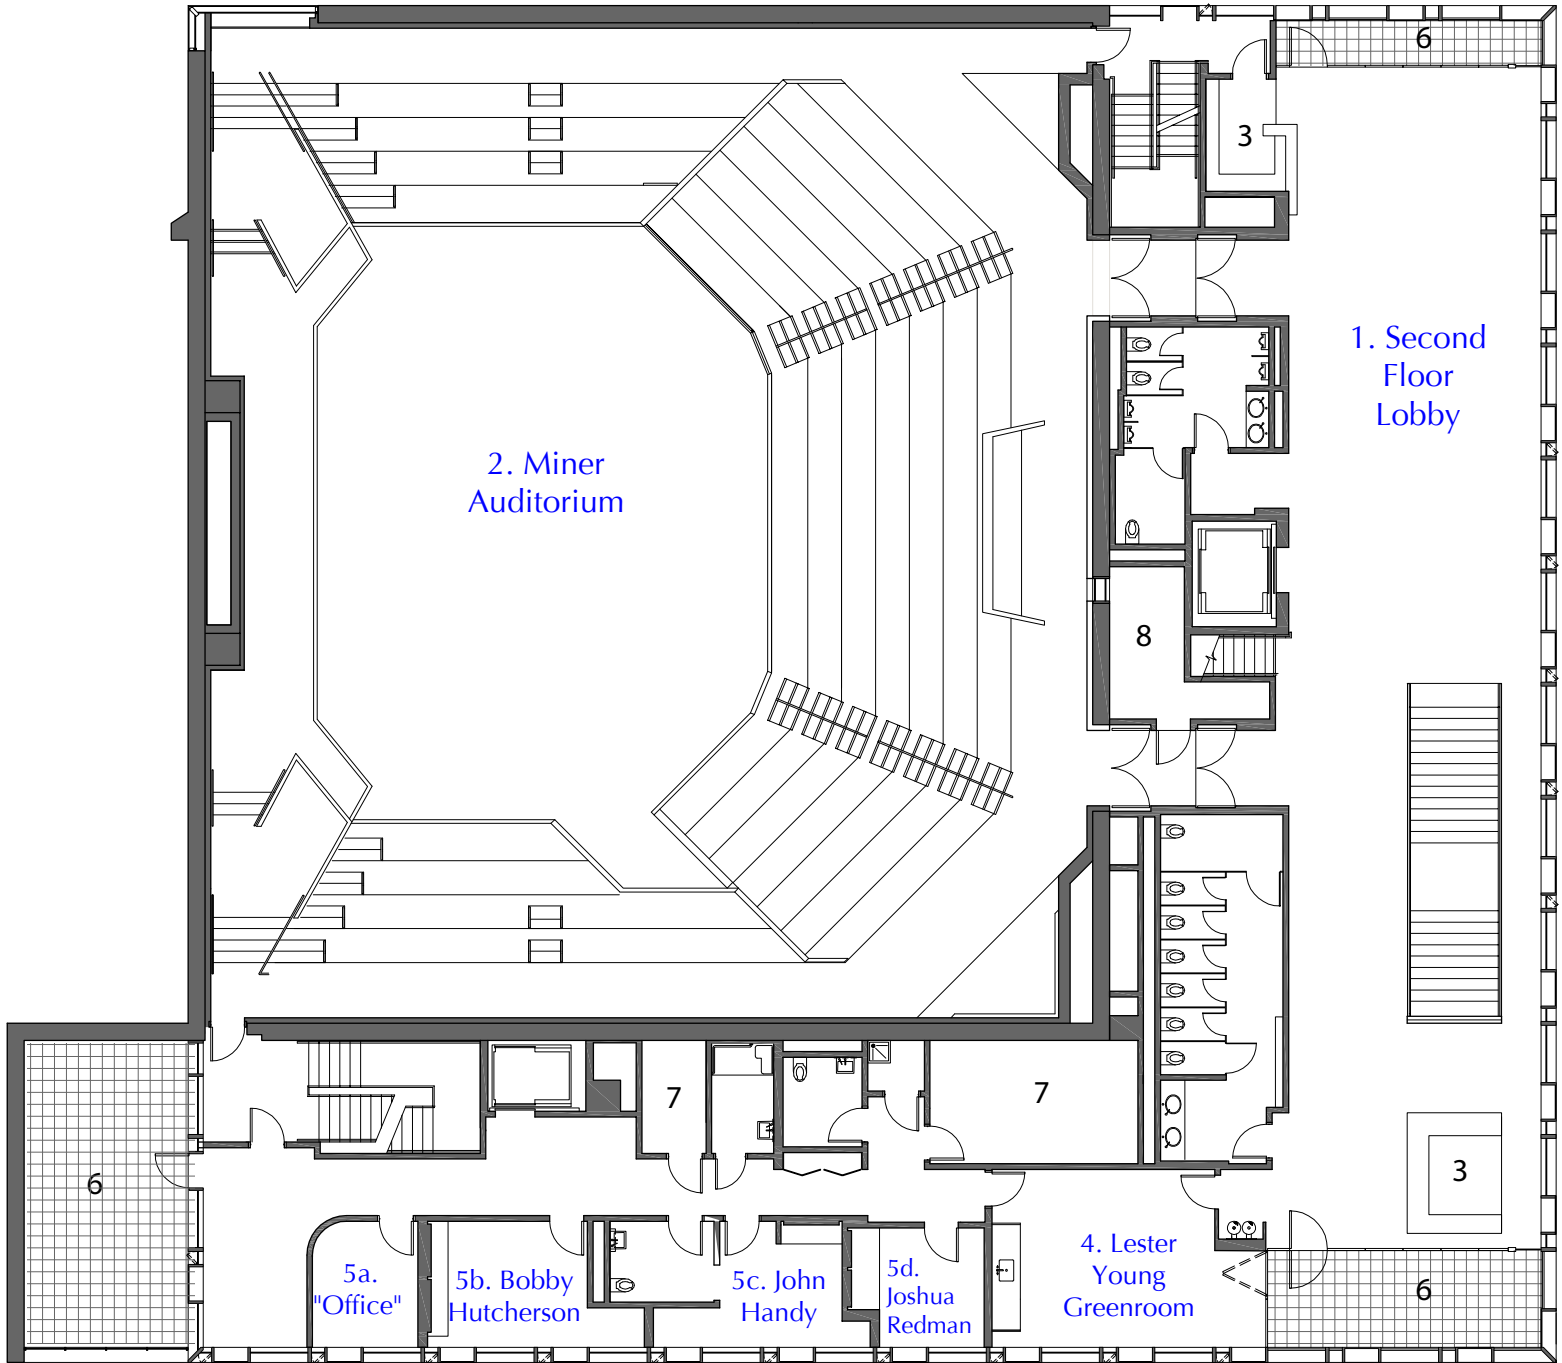 6
3
1. Second
Floor
Lobby
2. Miner
Auditorium
8
7
7
6
3
4. Lester
Young
Greenroom
5a.
"Office"
5b. Bobby
Hutcherson
5c. John
Handy
5d.
Joshua
Redman
6